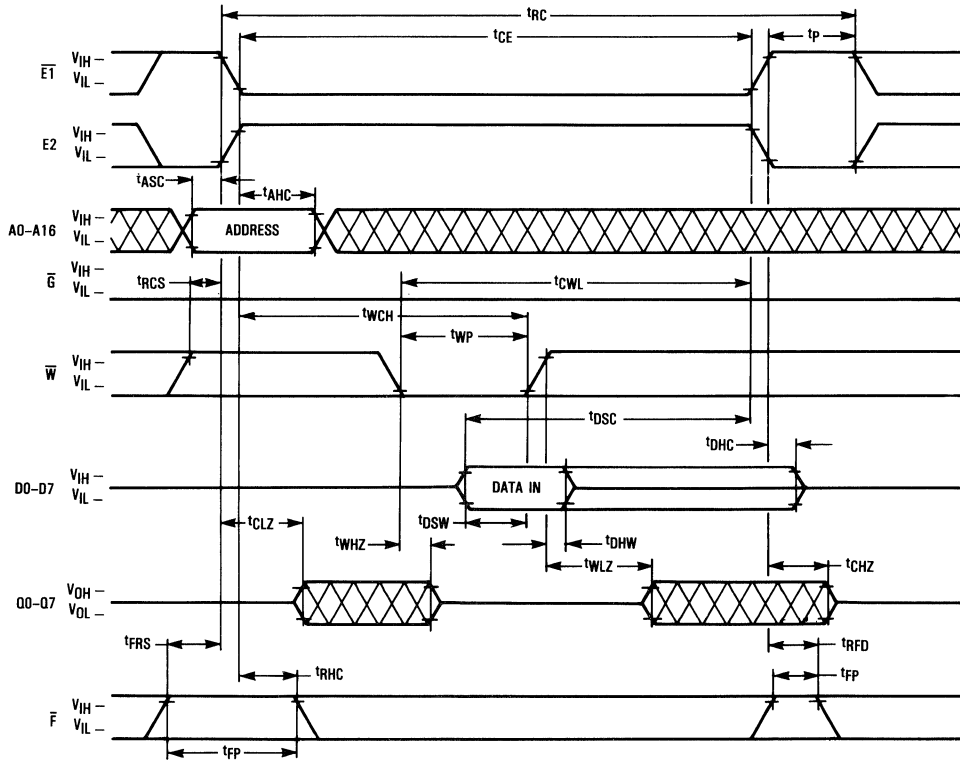 tRC
tCE
tP
E1
VIH
VIL
E2
VIH
VIL
tASC
tAHC
A0-A16
VIH
VIL
ADDRESS
G
VIH
VIL
tRCS
tCWL
tWCH
tWP
W
VIH
VIL
tDSC
tDHC
D0-D7
VIH
VIL
DATA IN
tCLZ
tDSW
tWHZ
tDHW
tWLZ
tCHZ
Q0-Q7
VOH
VOL
tFRS
tRFD
tRHC
tFP
F
VIH
VIL
tFP